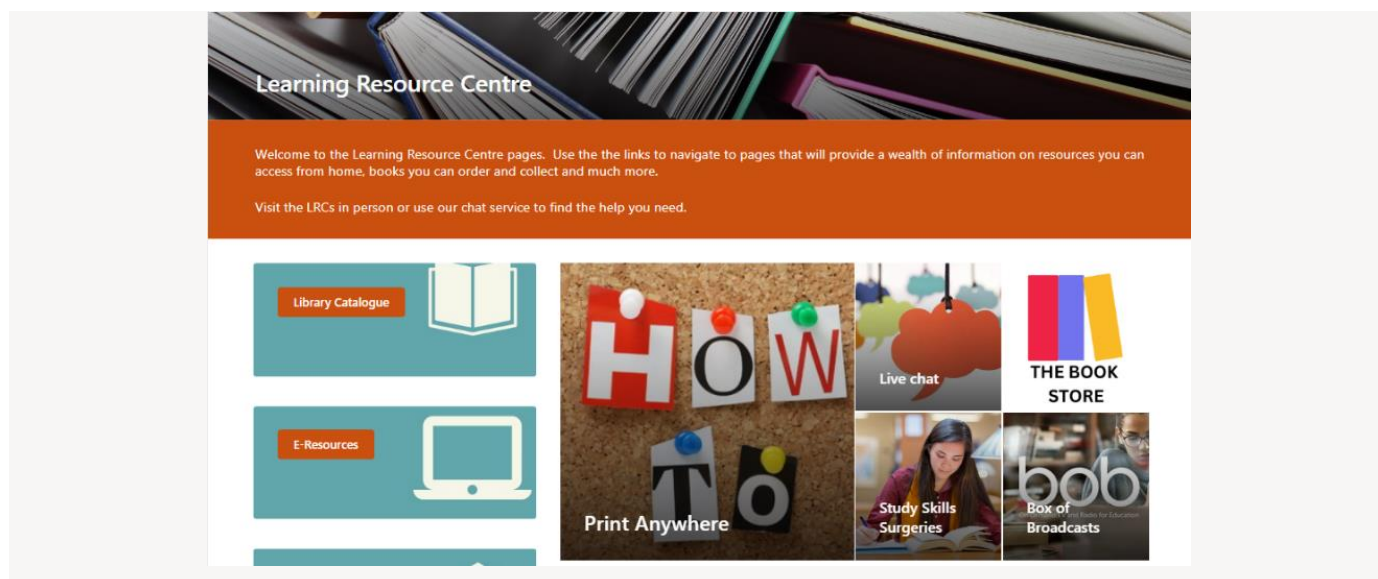 Learning Resource Centre
Welcome to the Learning Resource Centre pages.  Use the the links to navigate to pages that will provide a wealth of information on resources you can
access from home, books you can order and collect and much more.
Visit the LRCs in person or use our chat service to find the help you need.
Library Catalogue
E-Resources
HOW
TO
Print Anywhere
Live chat
THE BOOK
STORE
Study Skills
Surgeries
bob
Box of
Broadcasts